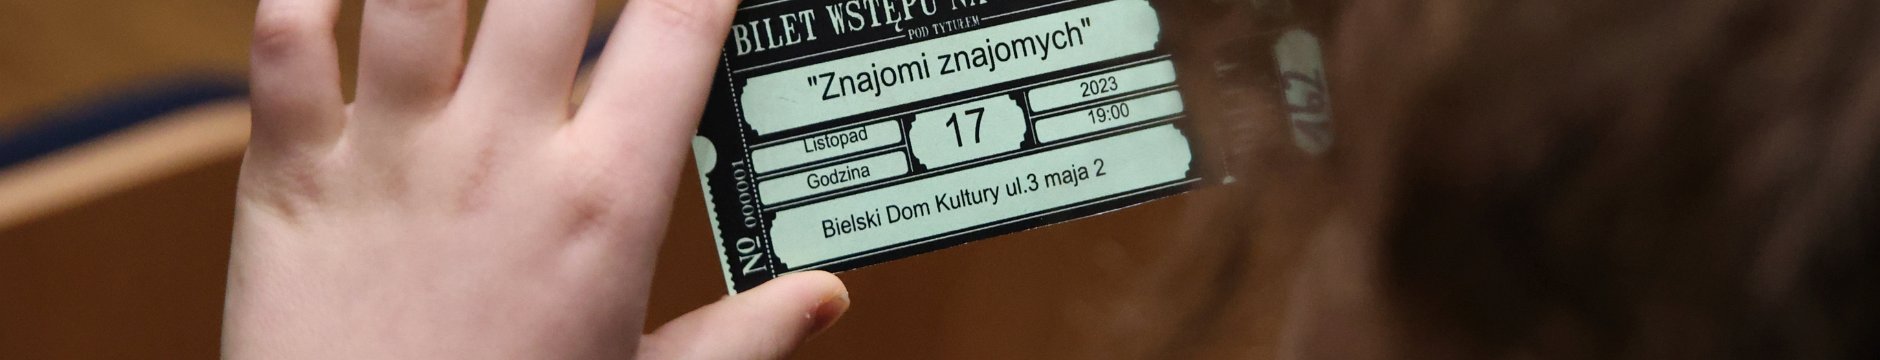 BILET WSTĘPU NA
POD TYTUŁEM
"Znajomi znajomych"
Listopad
17
2023
Godzina
19:00
Bielski Dom Kultury ul.3 maja 2
Nº 0000001